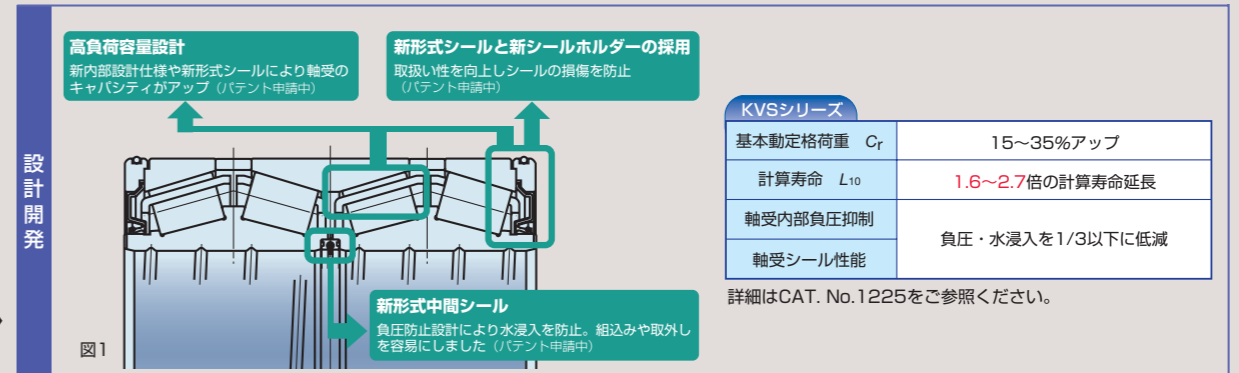 設計開発
高負荷容量設計
新内部設計仕様や新形式シールにより軸受の
キャパシティがアップ（パテント申請中）
新形式シールと新シールホルダーの採用
取扱い性を向上しシールの損傷を防止
（パテント申請中）
新形式中間シール
負圧防止設計により水浸入を防止。組込みや取外し
を容易にしました（パテント申請中）
図1
KVSシリーズ
基本動定格荷重 Cr 15〜35%アップ
計算寿命 L10 1.6〜2.7倍の計算寿命延長
軸受内部負圧抑制
負圧・水浸入を1/3以下に低減
軸受シール性能
詳細はCAT. No.1225をご参照ください。